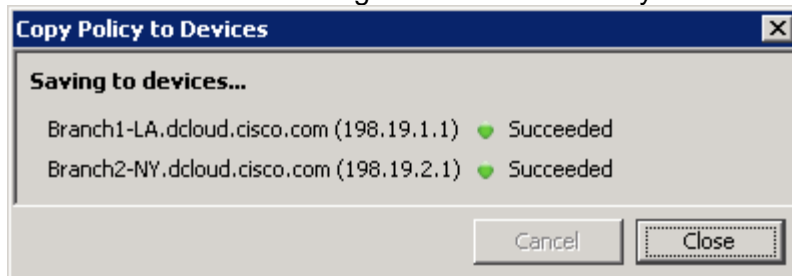 Copy Policy to Devices
Saving to devices...
Branch1-LA.dcloud.cisco.com (198.19.1.1) Succeeded
Branch2-NY.dcloud.cisco.com (198.19.2.1) Succeeded
Cancel Close